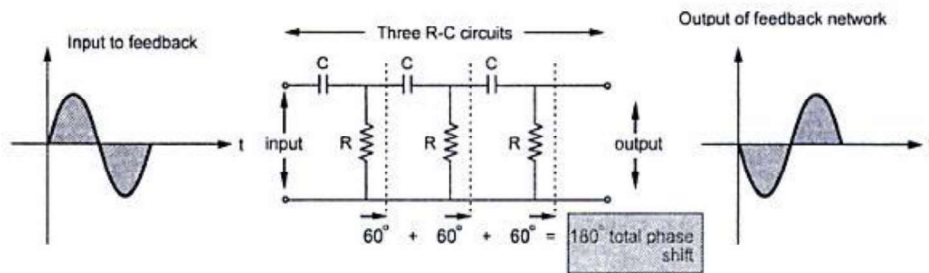 Output of feedback network
Input to feedback
Three R-C circuits
C
C
C
t
input
R
R
R
output
60° + 60° + 60° = 180° total phase
shift